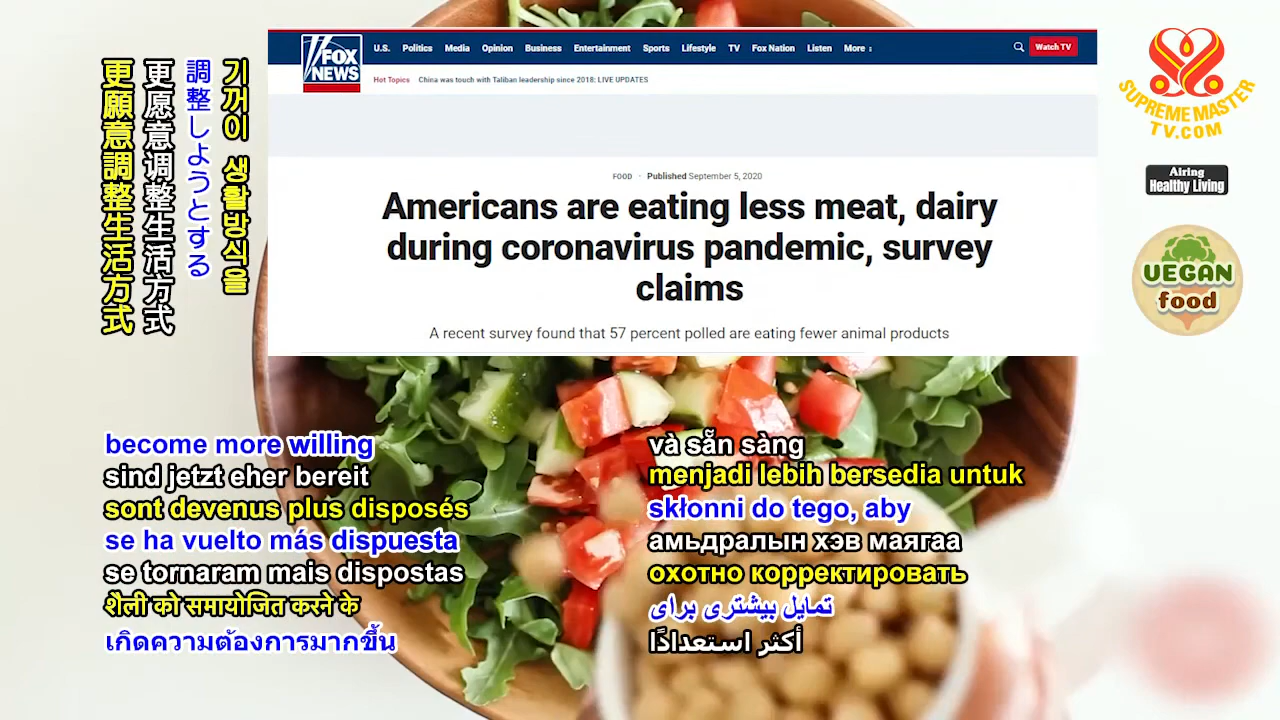 FOX
NEWS
U.S. Politics Media Opinion Business Entertainment Sports Lifestyle TV Fox Nation Listen More
Watch TV
Hot Topics China was touch with Taliban leadership since 2018: LIVE UPDATES
FOOD · Published September 5, 2020
Americans are eating less meat, dairy
during coronavirus pandemic, survey
claims
A recent survey found that 57 percent polled are eating fewer animal products
更願意調整生活方式
更愿意调整生活方式
調整しようとする
기꺼이 생활방식을
SUPREME MASTER
TV.COM
Airing
Healthy Living
VEGAN
food
become more willing
sind jetzt eher bereit
sont devenus plus disposés
se ha vuelto más dispuesta
se tornaram mais dispostas
शैली को समायोजित करने के
เกิดความต้องการมากขึ้น
và sẵn sàng
menjadi lebih bersedia untuk
skłonni do tego, aby
амьдралын хэв маягаа
охотно корректировать
تمایل بیشتری برای
أكثر استعدادًا